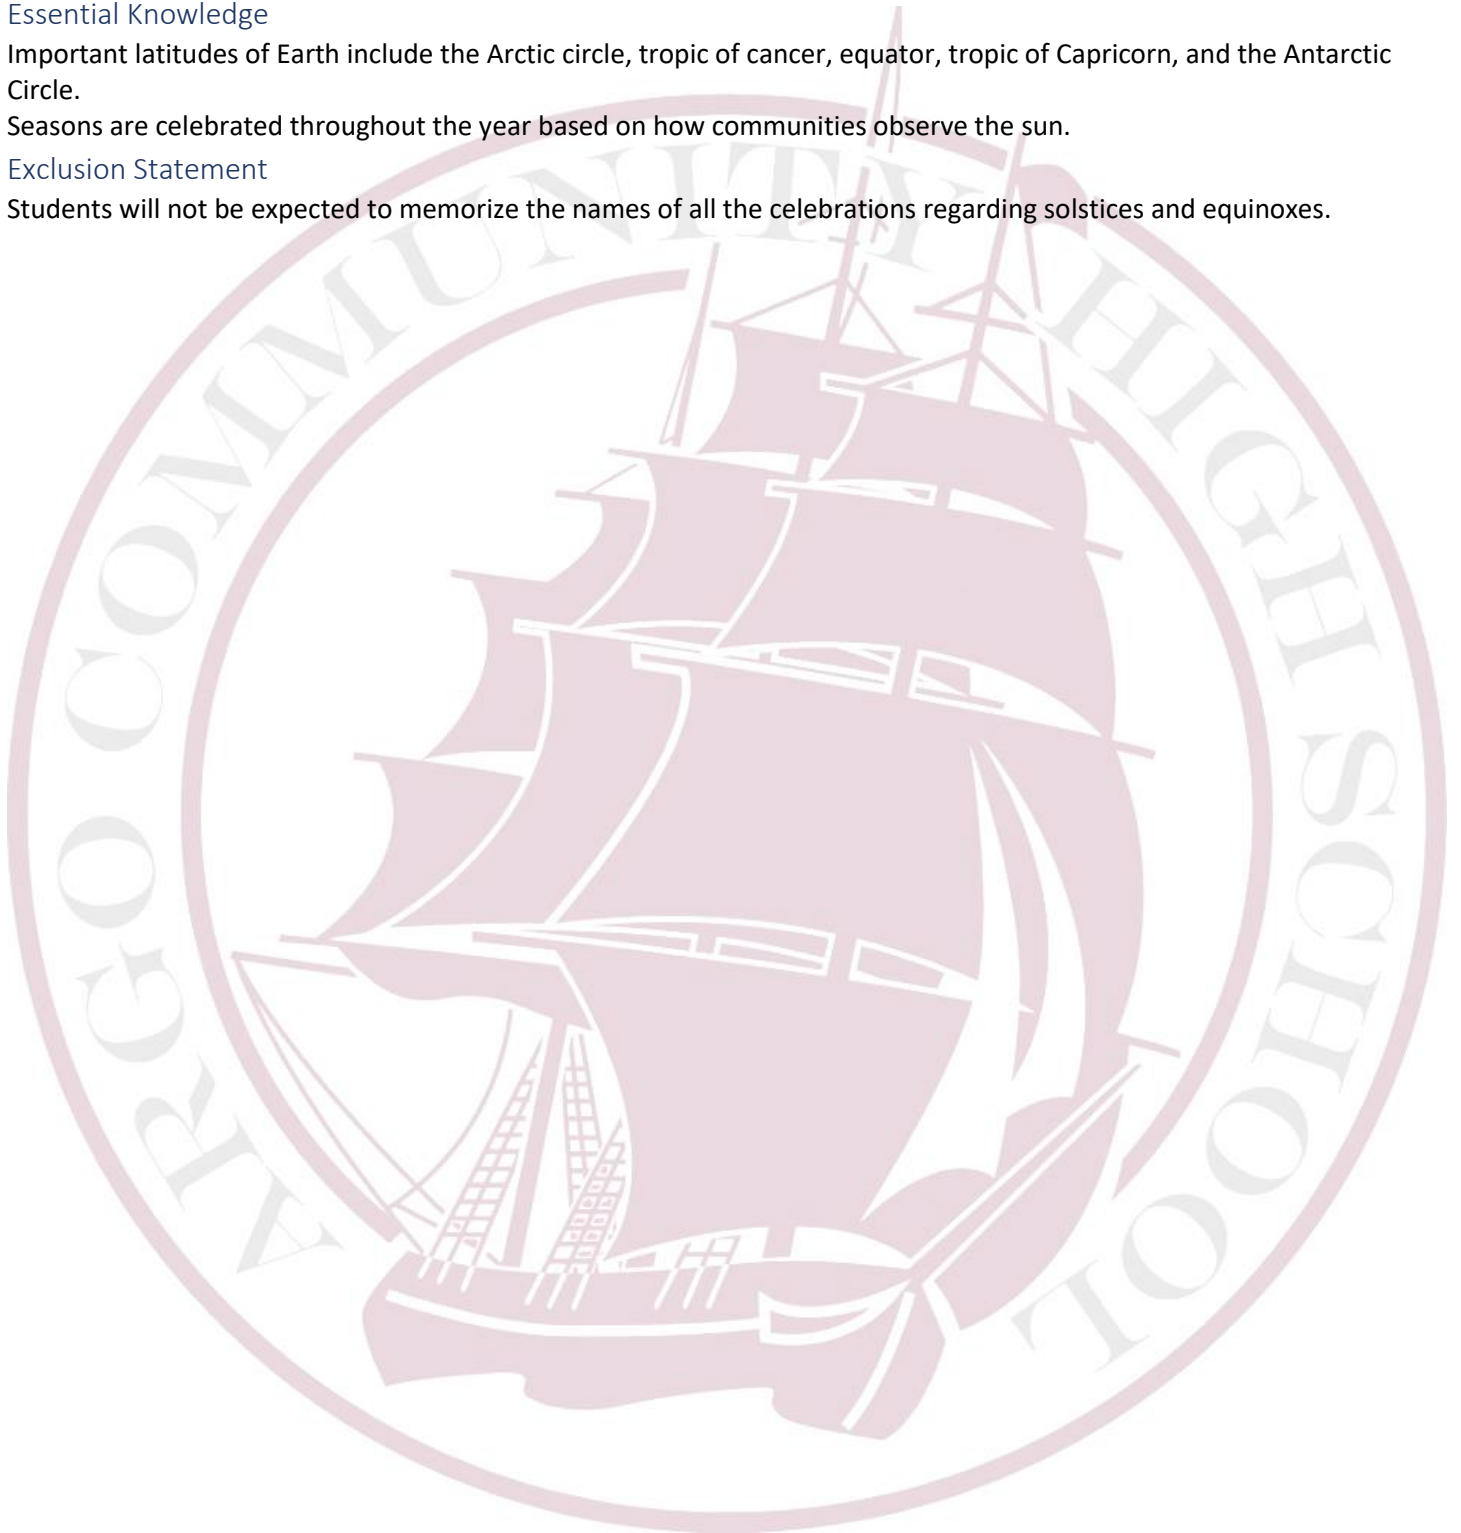 Essential Knowledge
Important latitudes of Earth include the Arctic circle, tropic of cancer, equator, tropic of Capricorn, and the Antarctic
Circle.
Seasons are celebrated throughout the year based on how communities observe the sun.
Exclusion Statement
Students will not be expected to memorize the names of all the celebrations regarding solstices and equinoxes.
ARGO COMMUNITY HIGH SCHOOL